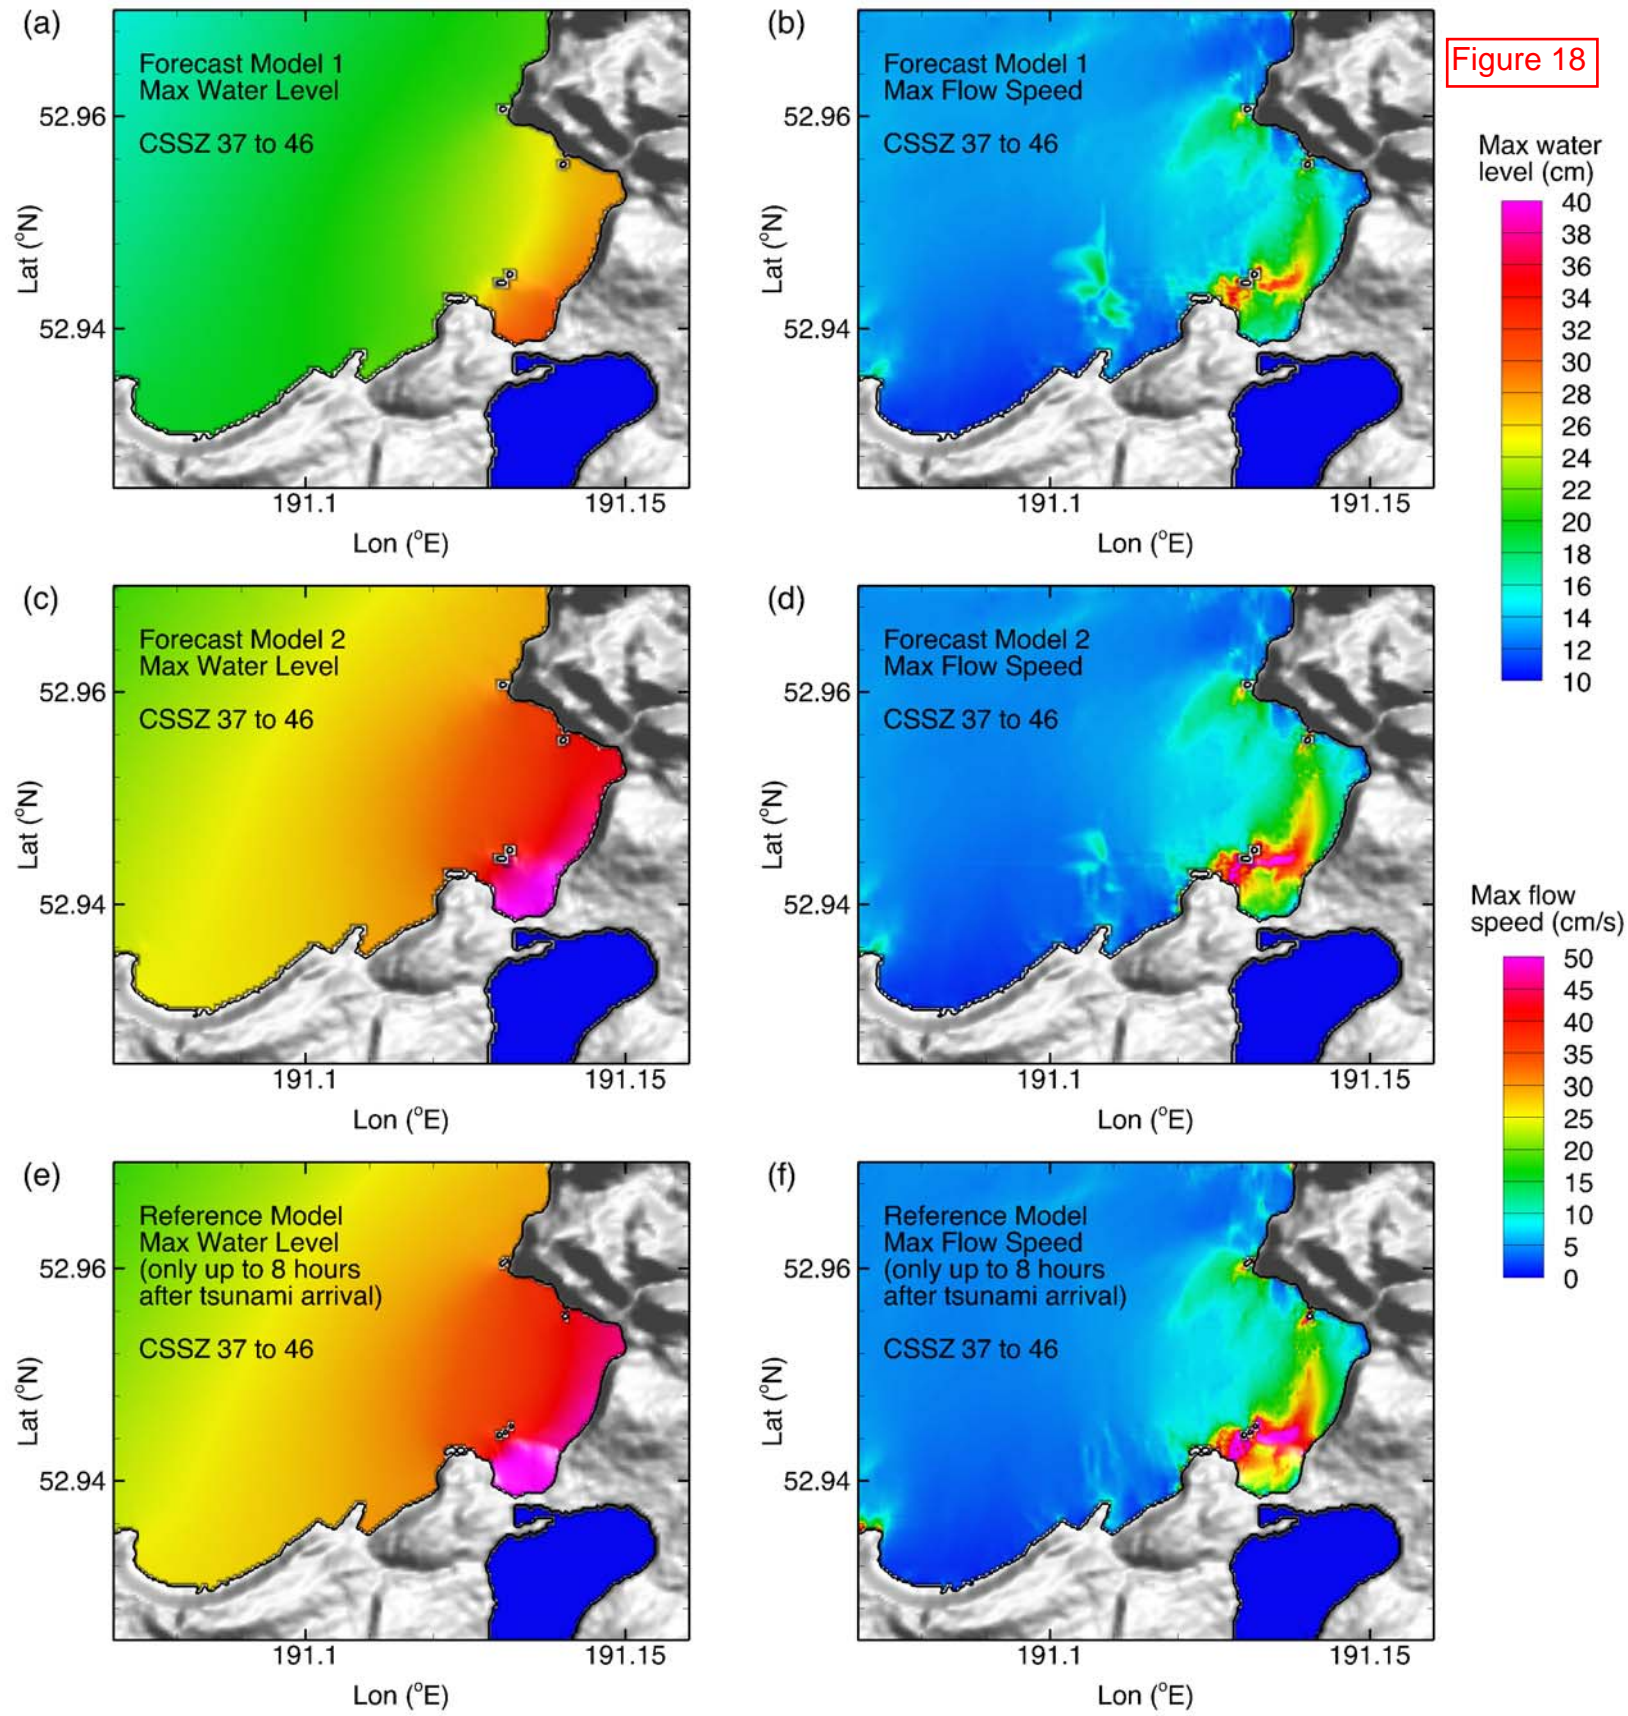 Figure 18
(a)
Forecast Model 1
Max Water Level
CSSZ 37 to 46
52.96
52.94
Lat (°N)
191.1
191.15
Lon (°E)
(b)
Forecast Model 1
Max Flow Speed
CSSZ 37 to 46
52.96
52.94
Lat (°N)
191.1
191.15
Lon (°E)
Max water
level (cm)
40
38
36
34
32
30
28
26
24
22
20
18
16
14
12
10
(c)
Forecast Model 2
Max Water Level
CSSZ 37 to 46
52.96
52.94
Lat (°N)
191.1
191.15
Lon (°E)
(d)
Forecast Model 2
Max Flow Speed
CSSZ 37 to 46
52.96
52.94
Lat (°N)
191.1
191.15
Lon (°E)
Max flow
speed (cm/s)
50
45
40
35
30
25
20
15
10
5
0
(e)
Reference Model
Max Water Level
(only up to 8 hours
after tsunami arrival)
CSSZ 37 to 46
52.96
52.94
Lat (°N)
191.1
191.15
Lon (°E)
(f)
Reference Model
Max Flow Speed
(only up to 8 hours
after tsunami arrival)
CSSZ 37 to 46
52.96
52.94
Lat (°N)
191.1
191.15
Lon (°E)